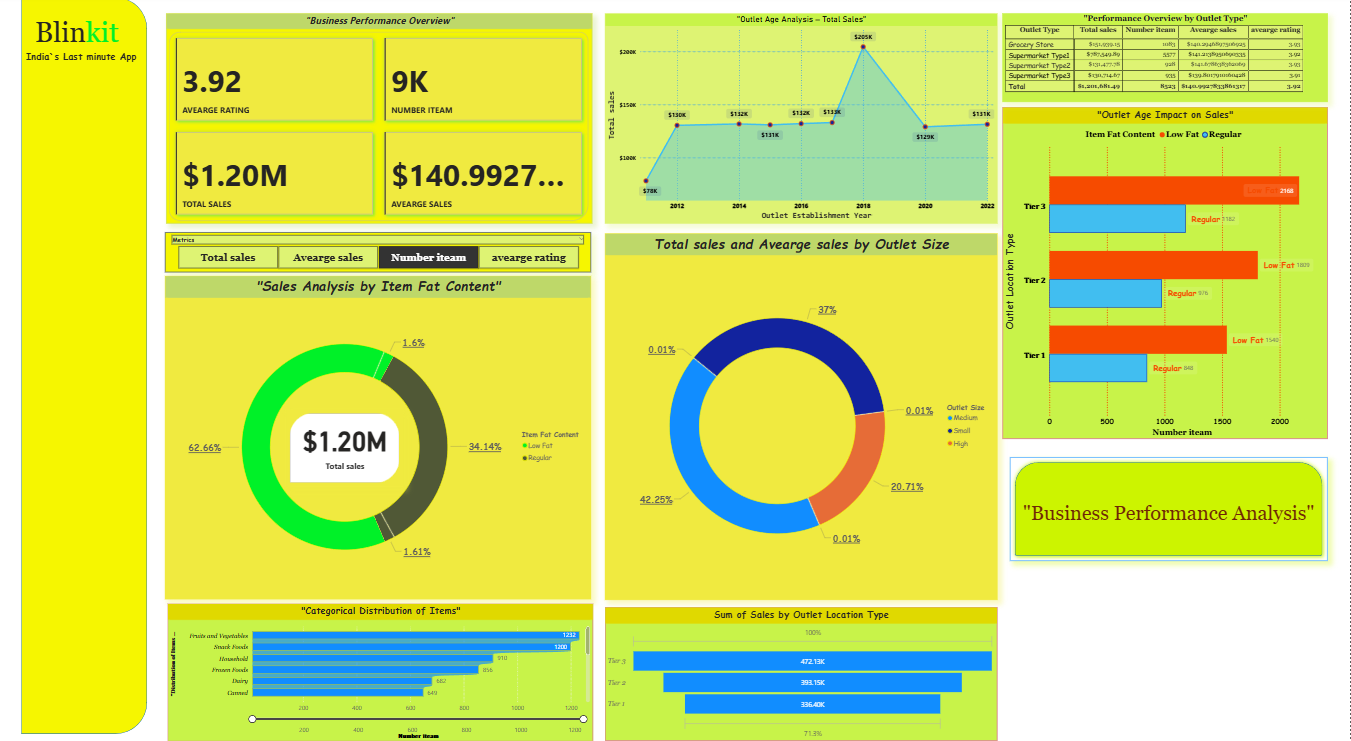 Blinkit
India`s Last minute App
"Business Performance Overview"
3.92
AVEARGE RATING
9K
NUMBER ITEAM
$1.20M
TOTAL SALES
$140.9927...
AVEARGE SALES
Metrics
Total sales
Avearge sales
Number iteam
avearge rating
"Sales Analysis by Item Fat Content"
1.6%
62.66%
34.14%
1.61%
$1.20M
Total sales
Item Fat Content
Low Fat
Regular
"Categorical Distribution of Items"
"Distribution of Items ...
Fruits and Vegetables 1232
Snack Foods 1200
Household 910
Frozen Foods 856
Dairy 682
Canned 649
200 400 600 800 1000 1200
200 400 600 800 1000 1200
Number iteam
"Outlet Age Analysis – Total Sales"
Total sales
$200K
$150K
$100K
$78K
$130K
$132K
$131K
$132K
$133K
$205K
$129K
$131K
2012 2014 2016 2018 2020 2022
Outlet Establishment Year
Total sales and Avearge sales by Outlet Size
37%
0.01%
0.01%
20.71%
42.25%
0.01%
Outlet Size
Medium
Small
High
Sum of Sales by Outlet Location Type
100%
Tier 3 472.13K
Tier 2 393.15K
Tier 1 336.40K
71.3%
"Performance Overview by Outlet Type"
Outlet Type Total sales Number iteam Avearge sales avearge rating
Grocery Store $151,939.15 1083 $140.2946897506925 3.93
Supermarket Type1 $787,549.89 5577 3.92
Supermarket Type2 $131,477.78 928 3.93
Supermarket Type3 $130,714.67 935 3.91
Total $1,201,681.49 8523 $140.9927833861317 3.92
"Outlet Age Impact on Sales"
Item Fat Content Low Fat Regular
Outlet Location Type
Tier 3
Low Fat 2168
Regular 1182
Tier 2
Low Fat 1809
Regular 976
Tier 1
Low Fat 1540
Regular 848
0 500 1000 1500 2000
Number iteam
"Business Performance Analysis"